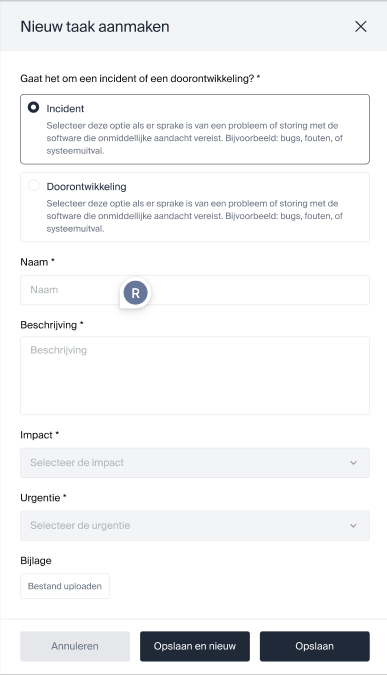 Nieuw taak aanmaken
Gaat het om een incident of een doorontwikkeling? *
Incident
Selecteer deze optie als er sprake is van een probleem of storing met de
software die onmiddellijke aandacht vereist. Bijvoorbeeld: bugs, fouten, of
systeemuitval.
Doorontwikkeling
Selecteer deze optie als er sprake is van een probleem of storing met de
software die onmiddellijke aandacht vereist. Bijvoorbeeld: bugs, fouten, of
systeemuitval.
Naam *
Naam
R
Beschrijving *
Beschrijving
Impact *
Selecteer de impact
Urgentie *
Selecteer de urgentie
Bijlage
Bestand uploaden
Annuleren
Opslaan en nieuw
Opslaan